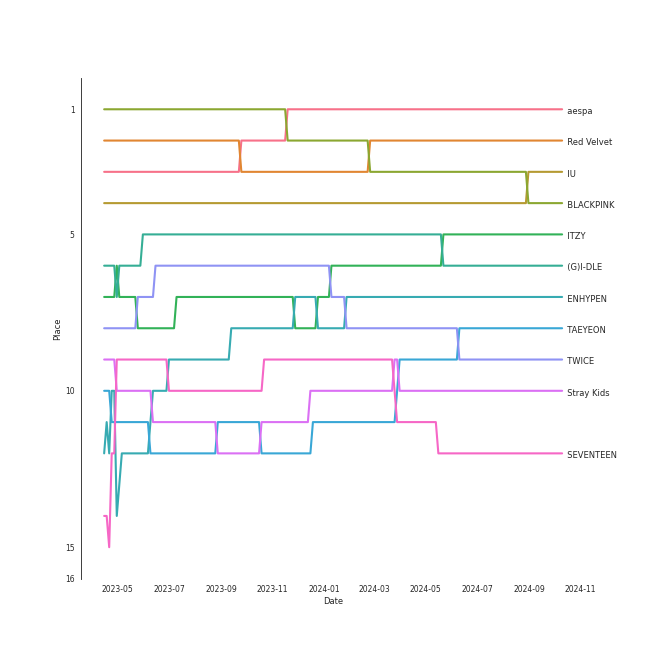 1
aespa
Red Velvet
IU
BLACKPINK
5
ITZY
(G)I-DLE
ENHYPEN
Place
TAEYEON
TWICE
10
Stray Kids
SEVENTEEN
15
16
2023-05 2023-07 2023-09 2023-11 2024-01 2024-03 2024-05 2024-07 2024-09 2024-11
Date